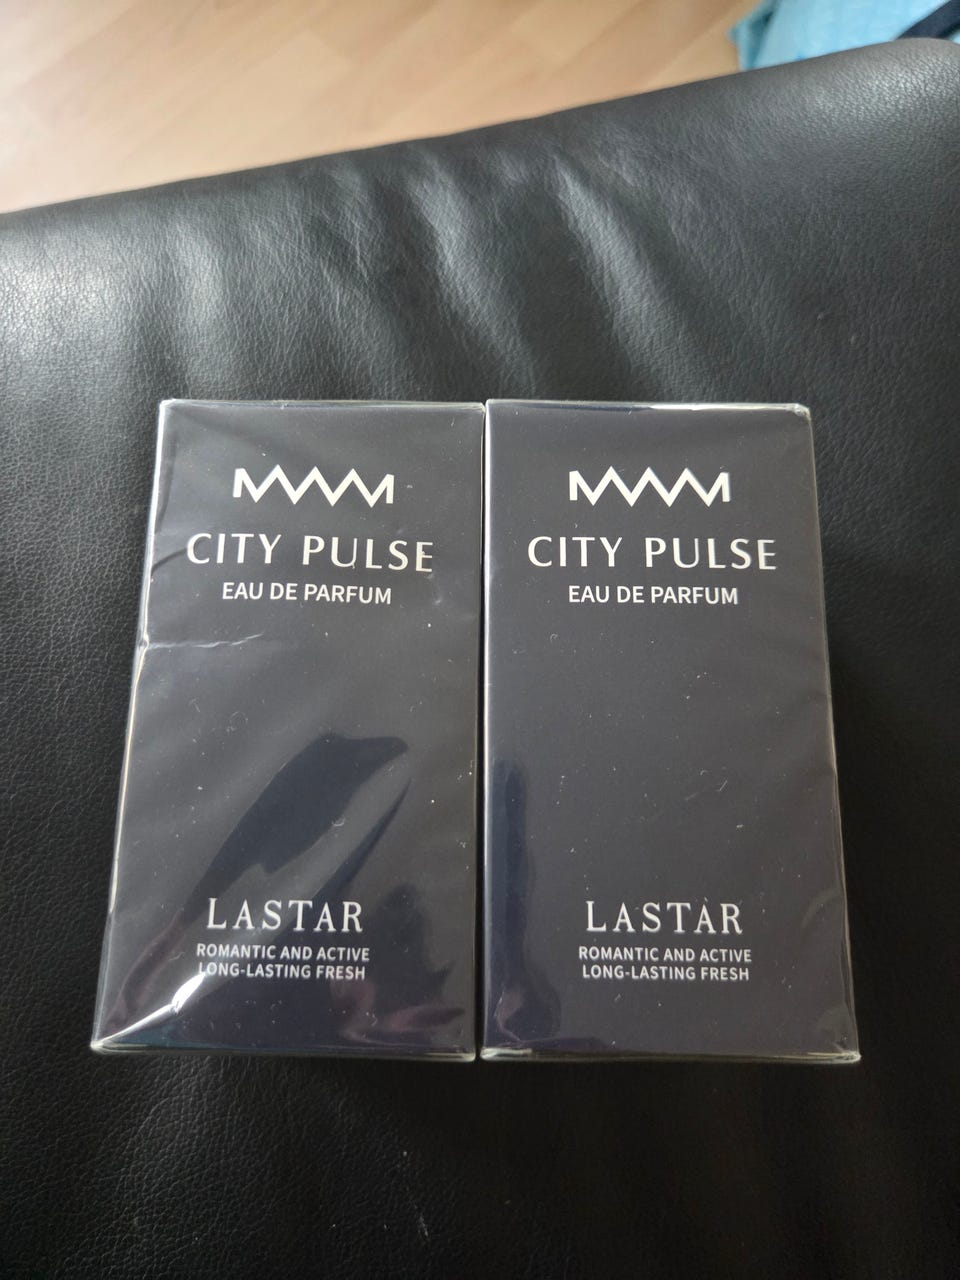 CITY PULSE
EAU DE PARFUM
LASTAR
ROMANTIC AND ACTIVE
LONG-LASTING FRESH
CITY PULSE
EAU DE PARFUM
LASTAR
ROMANTIC AND ACTIVE
LONG-LASTING FRESH